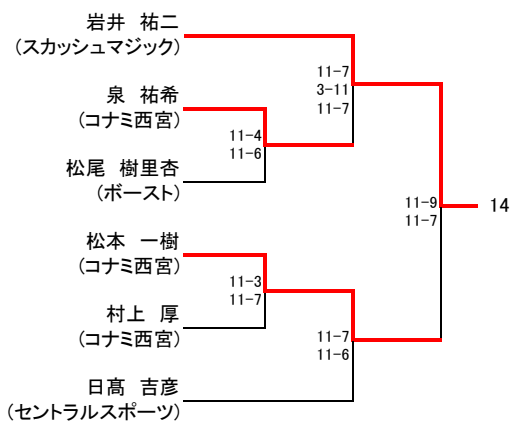 岩井　祐二
(スカッシュマジック)
11-7
3-11
11-7
泉　祐希
(コナミ西宮)
11-4
11-6
松尾　樹里杏
(ボースト)
11-9
11-7
14
松本　一樹
(コナミ西宮)
11-3
11-7
村上　厚
(コナミ西宮)
11-7
11-6
日髙　吉彦
(セントラルスポーツ)